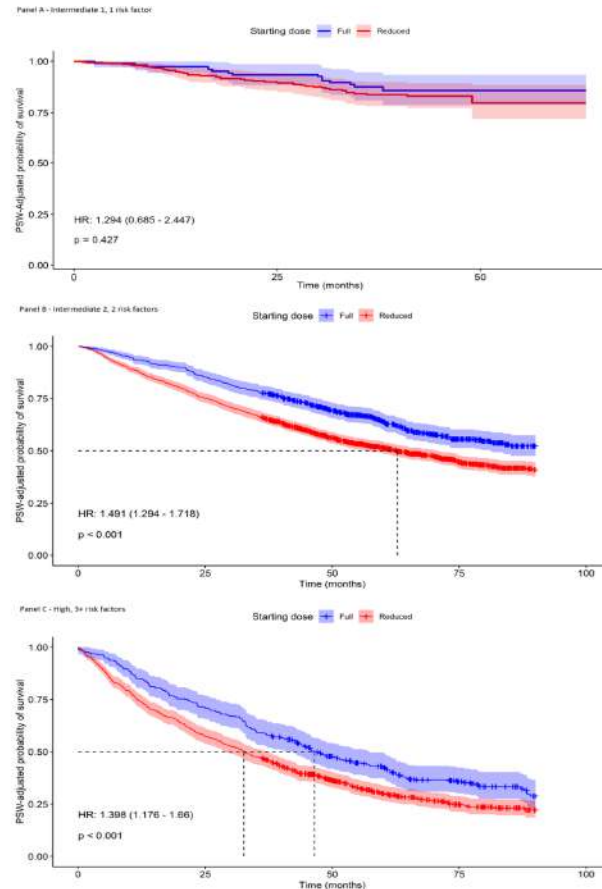 Panel A - Intermediate 1, 1 risk factor
Starting dose Full Reduced
PSW-Adjusted probability of survival
1.00
0.75
0.50
0.25
0.00
HR: 1.294 (0.685 - 2.447)
p = 0.427
0 25 50
Time (months)
Panel B - Intermediate 2, 2 risk factors
Starting dose Full Reduced
PSW-adjusted probability of survival
1.00
0.75
0.50
0.25
0.00
HR: 1.491 (1.294 - 1.718)
p < 0.001
0 25 50 75 100
Time (months)
Panel C - High, 3+ risk factors
Starting dose Full Reduced
PSW-adjusted probability of survival
1.00
0.75
0.50
0.25
0.00
HR: 1.398 (1.176 - 1.66)
p < 0.001
0 25 50 75 100
Time (months)